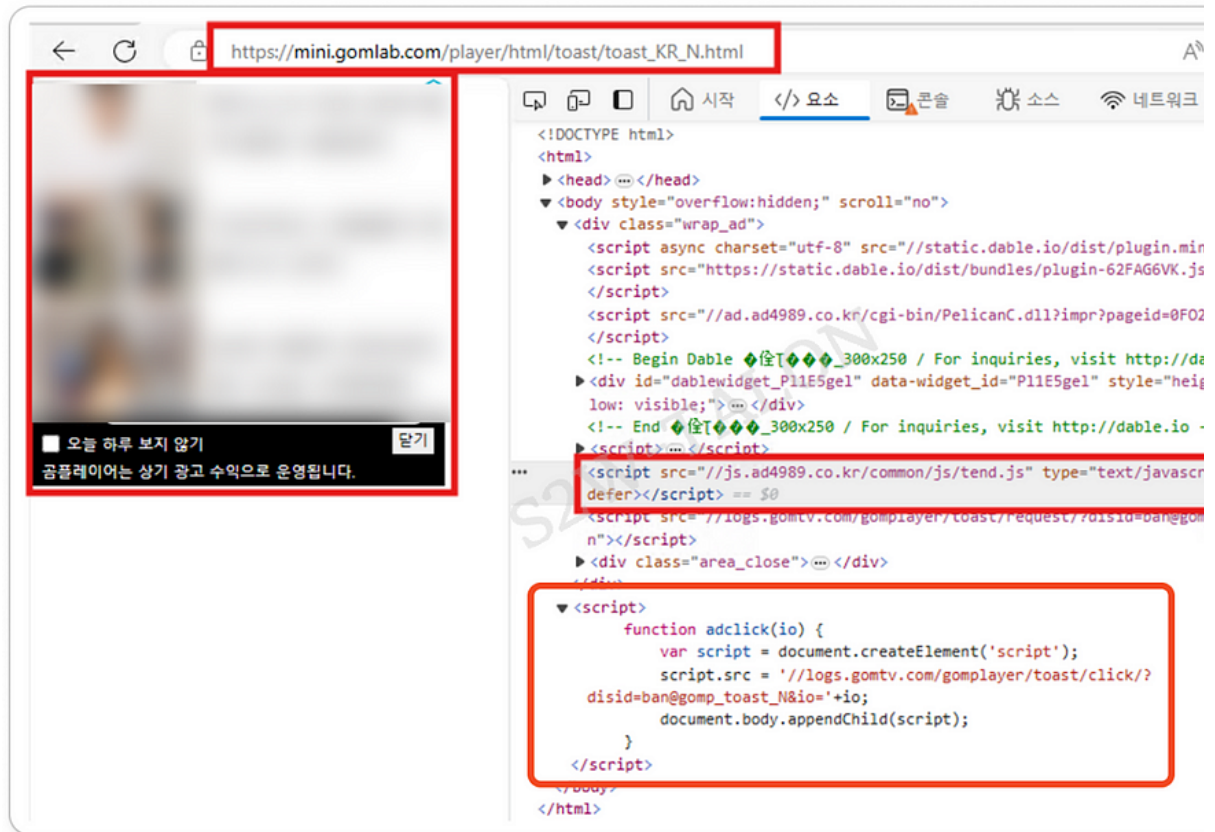 https://mini.gomlab.com/player/html/toast/toast_KR_N.html
A
시작
</> 요소
콘솔
소스
네트워크
<!DOCTYPE html>
<html>
▶ <head> ⋯ </head>
▼ <body style="overflow:hidden;" scroll="no">
▼ <div class="wrap_ad">
<script async charset="utf-8" src="//static.dable.io/dist/plugin.min
<script src="https://static.dable.io/dist/bundles/plugin-62FAG6VK.js
</script>
<script src="//ad.ad4989.co.kr/cgi-bin/PelicanC.dll?impr?pageid=0FO2
</script>
<!-- Begin Dable _300x250 / For inquiries, visit http://da
▶ <div id="dablewidget_Pl1E5gel" data-widget_id="Pl1E5gel" style="heig
low: visible;"> ⋯ </div>
<!-- End _300x250 / For inquiries, visit http://dable.io -
▶ <script> ⋯ </script>
<script src="//js.ad4989.co.kr/common/js/tend.js" type="text/javascr
defer></script> == $0
<script src="//logs.gomtv.com/gomplayer/toast/request/?disid=ban@gom
n"></script>
▶ <div class="area_close"> ⋯ </div>
</div>
▼ <script>
function adclick(io) {
var script = document.createElement('script');
script.src = '//logs.gomtv.com/gomplayer/toast/click/?
disid=ban@gomp_toast_N&io='+io;
document.body.appendChild(script);
}
</script>
</body>
</html>
오늘 하루 보지 않기
닫기
곰플레이어는 상기 광고 수익으로 운영됩니다.
S2W TALON